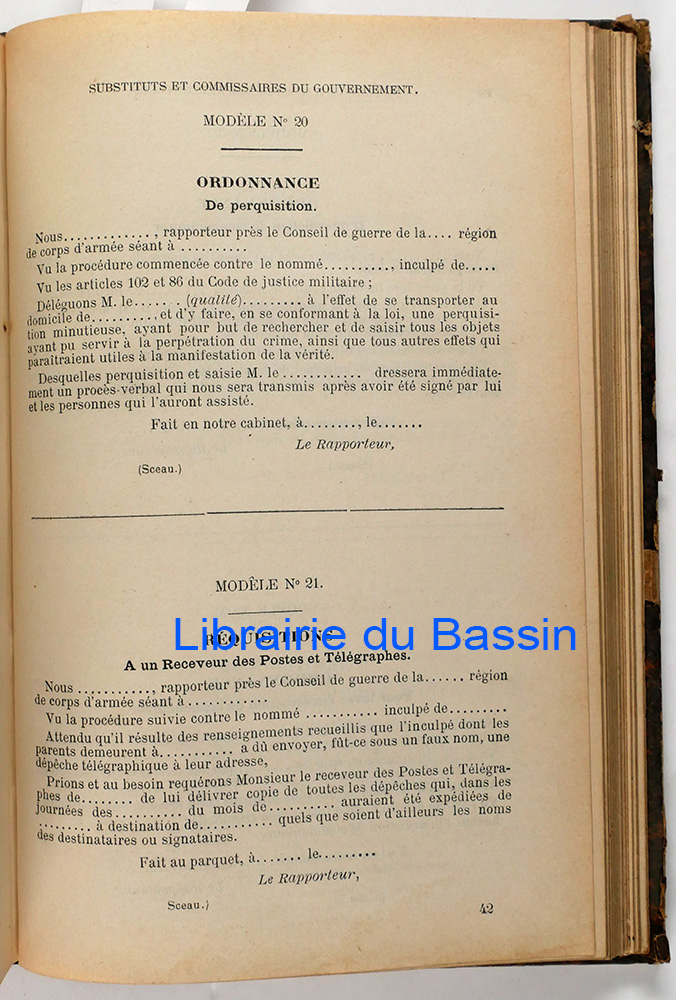 SUBSTITUTS ET COMMISSAIRES DU GOUVERNEMENT.
MODÈLE Nº 20
ORDONNANCE
De perquisition.
Nous............., rapporteur près le Conseil de guerre de la.... région
de corps d'armée séant à ..........
Vu la procédure commencée contre le nommé.........., inculpé de.....
Vu les articles 102 et 86 du Code de justice militaire ;
Déléguons M. le....... (qualité)......... à l'effet de se transporter au
domicile de.........., et d'y faire, en se conformant à la loi, une perquisi-
tion minutieuse, ayant pour but de rechercher et de saisir tous les objets
ayant pu servir à la perpétration du crime, ainsi que tous autres effets qui
paraîtraient utiles à la manifestation de la vérité.
Desquelles perquisition et saisie M. le ............ dressera immédiate-
ment un procès-verbal qui nous sera transmis après avoir été signé par lui
et les personnes qui l'auront assisté.
Fait en notre cabinet, à........, le.......
Le Rapporteur,
(Sceau.)
MODÈLE Nº 21.
REQUISITIONS
Librairie du Bassin
A un Receveur des Postes et Télégraphes.
Nous ..........., rapporteur près le Conseil de guerre de la...... région
de corps d'armée séant à ............
Vu la procédure suivie contre le nommé ........... inculpé de.........
Attendu qu'il résulte des renseignements recueillis que l'inculpé dont les
parents demeurent à........... a dû envoyer, fût-ce sous un faux nom, une
dépêche télégraphique à leur adresse,
Prions et au besoin requérons Monsieur le receveur des Postes et Télégra-
phes de........ de lui délivrer copie de toutes les dépêches qui, dans les
journées des.......... du mois de.......... auraient été expédiées de
......... à destination de........... quels que soient d'ailleurs les noms
des destinataires ou signataires.
Fait au parquet, à....... le.........
Le Rapporteur,
Sceau.)
42